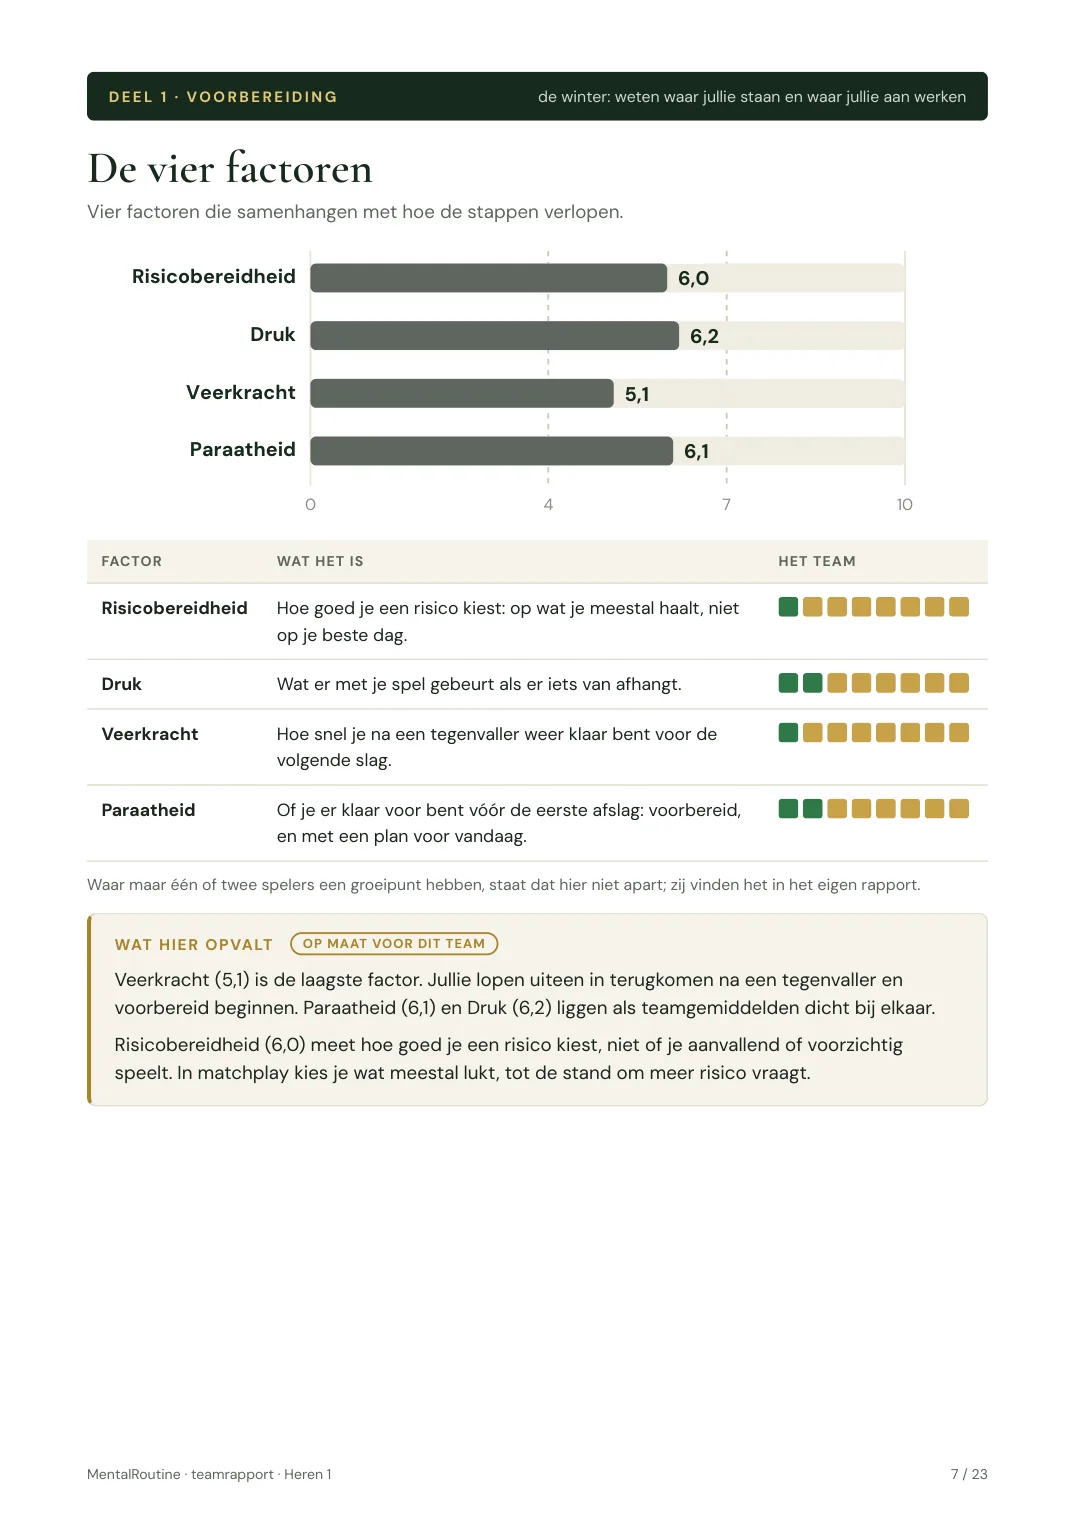 DEEL 1 · VOORBEREIDING
de winter: weten waar jullie staan en waar jullie aan werken
De vier factoren
Vier factoren die samenhangen met hoe de stappen verlopen.
Risicobereidheid 6,0
Druk 6,2
Veerkracht 5,1
Paraatheid 6,1
0 4 7 10
FACTOR WAT HET IS HET TEAM
Risicobereidheid Hoe goed je een risico kiest: op wat je meestal haalt, niet
op je beste dag.
Druk Wat er met je spel gebeurt als er iets van afhangt.
Veerkracht Hoe snel je na een tegenvaller weer klaar bent voor de
volgende slag.
Paraatheid Of je er klaar voor bent vóór de eerste afslag: voorbereid,
en met een plan voor vandaag.
Waar maar één of twee spelers een groeipunt hebben, staat dat hier niet apart; zij vinden het in het eigen rapport.
WAT HIER OPVALT OP MAAT VOOR DIT TEAM
Veerkracht (5,1) is de laagste factor. Jullie lopen uiteen in terugkomen na een tegenvaller en
voorbereid beginnen. Paraatheid (6,1) en Druk (6,2) liggen als teamgemiddelden dicht bij elkaar.
Risicobereidheid (6,0) meet hoe goed je een risico kiest, niet of je aanvallend of voorzichtig
speelt. In matchplay kies je wat meestal lukt, tot de stand om meer risico vraagt.
MentalRoutine · teamrapport · Heren 1
7 / 23